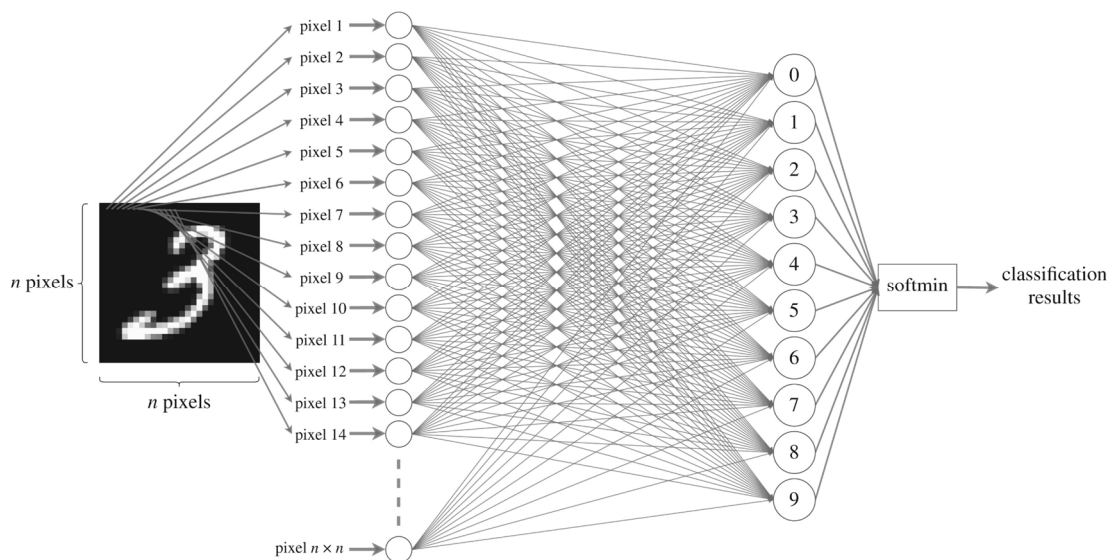 pixel 1
pixel 2
pixel 3
pixel 4
pixel 5
pixel 6
pixel 7
pixel 8
pixel 9
pixel 10
pixel 11
pixel 12
pixel 13
pixel 14
pixel n × n
n pixels
n pixels
0
1
2
3
4
5
6
7
8
9
softmin
classification
results